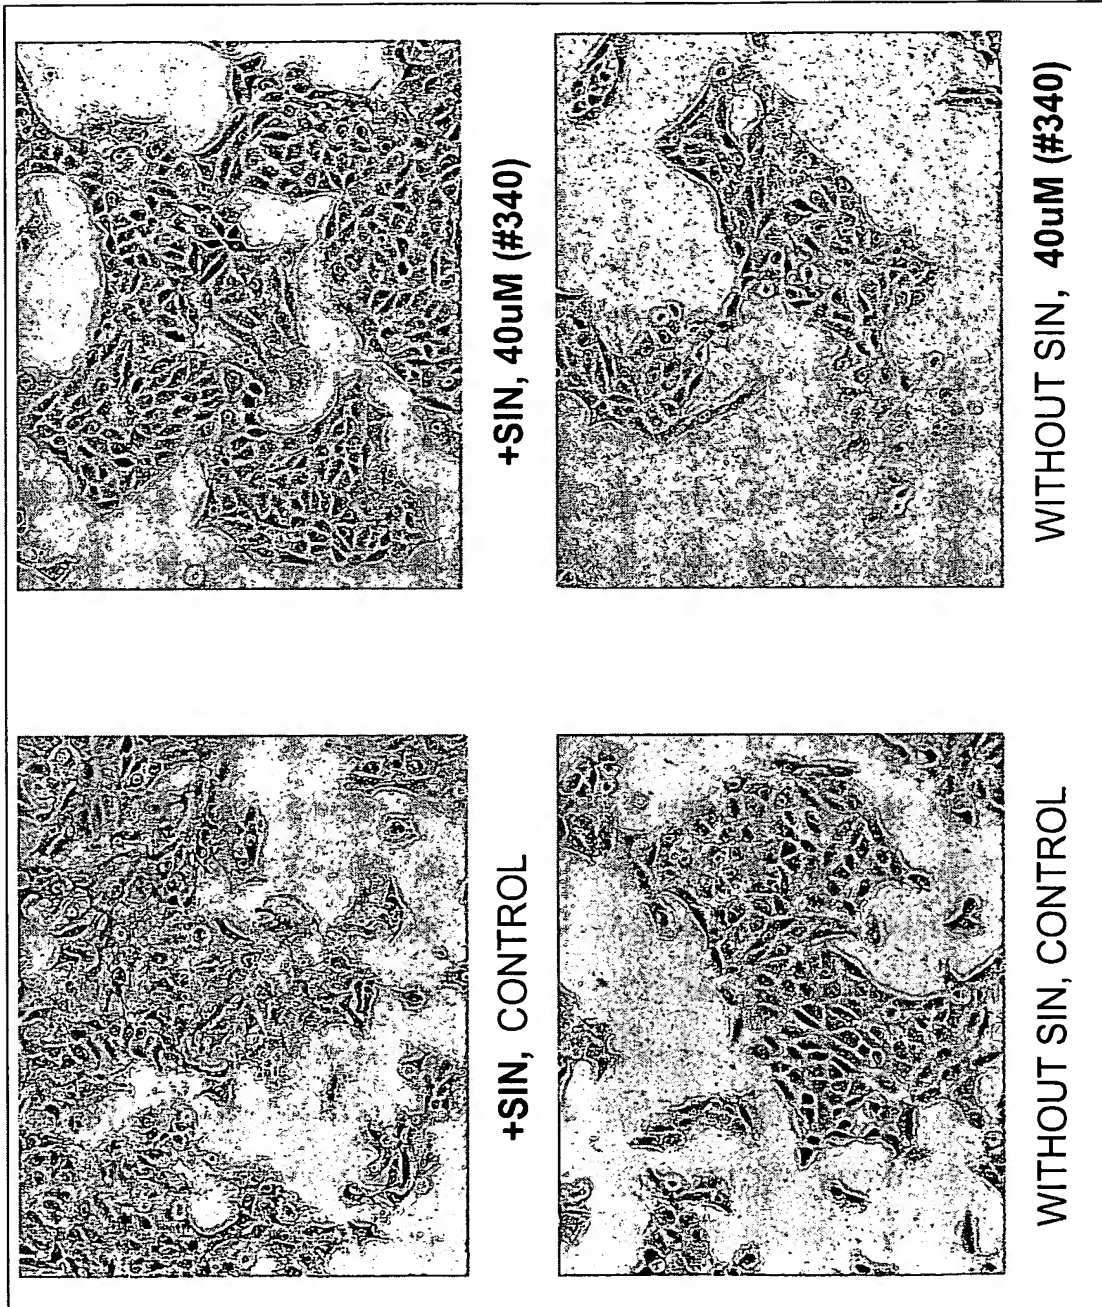 +SIN, CONTROL
+SIN, 40uM (#340)
WITHOUT SIN, CONTROL
WITHOUT SIN, 40uM (#340)